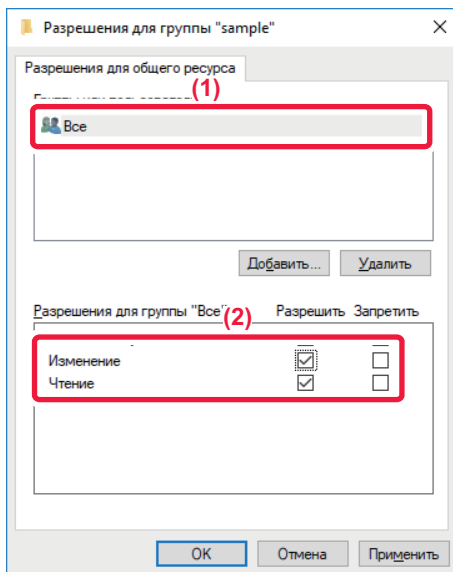 Разрешения для группы "sample"
Разрешения для общего ресурса
(1)
Все
Добавить... Удалить
Разрешения для группы "Все" Разрешить Запретить
(2)
Изменение
Чтение
OK Отмена Применить